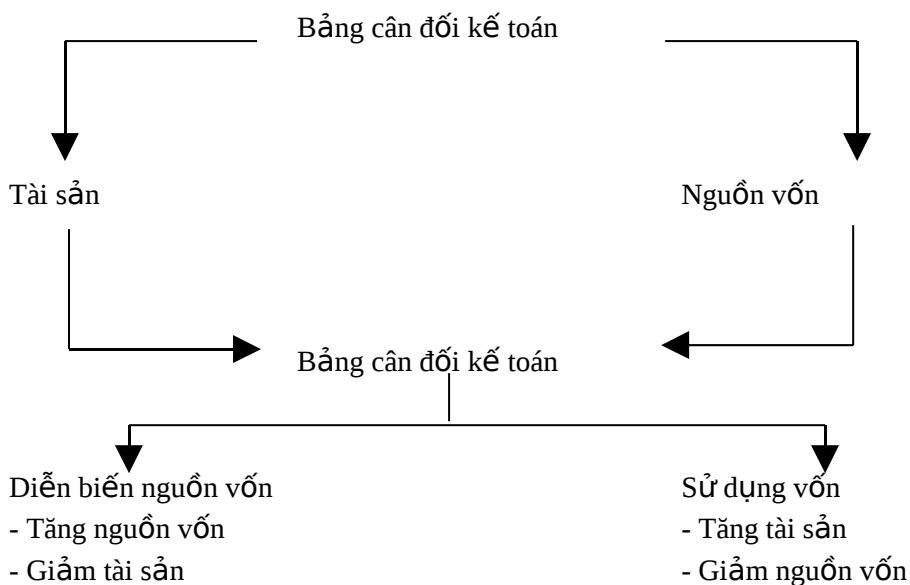 Bảng cân đối kế toán
Tài sản
Nguồn vốn
Bảng cân đối kế toán
Diễn biến nguồn vốn
- Tăng nguồn vốn
- Giảm tài sản
Sử dụng vốn
- Tăng tài sản
- Giảm nguồn vốn